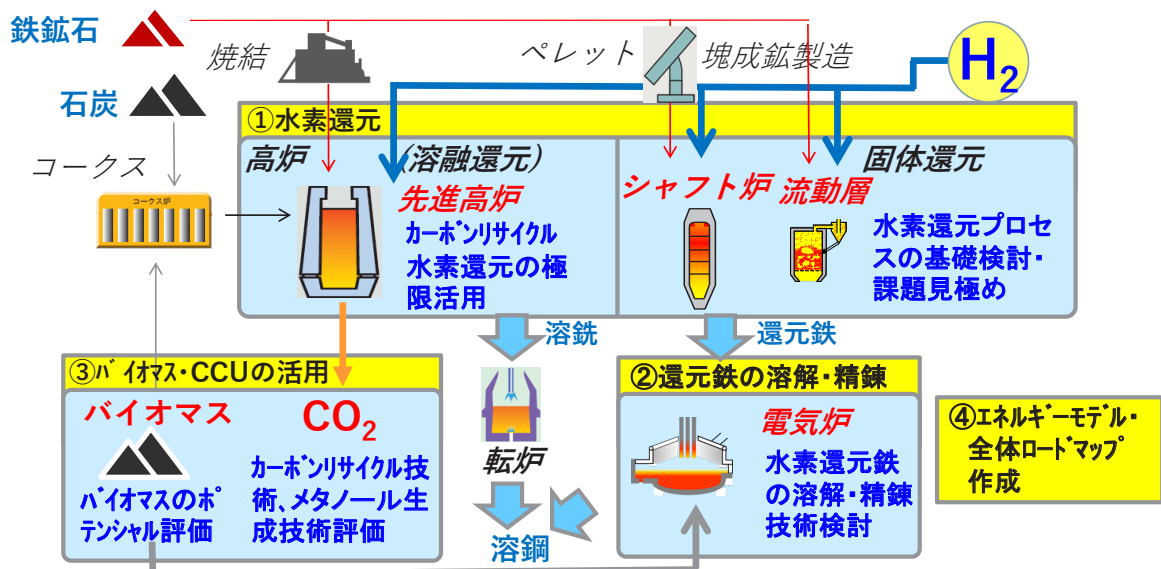 鉄鉱石
焼結
ペレット
塊成鉱製造
H2
石炭
コークス
コークス炉
①水素還元
高炉
(溶融還元)
先進高炉
カーボンリサイクル
水素還元の極
限活用
固体還元
シャフト炉
流動層
水素還元プロセ
スの基礎検討・
課題見極め
溶銑
還元鉄
③バイオマス・CCUの活用
バイオマス
バイオマスのポ
テンシャル評価
CO2
カーボンリサイクル技
術、メタノール生
成技術評価
転炉
溶鋼
②還元鉄の溶解・精錬
電気炉
水素還元鉄
の溶解・精錬
技術検討
④エネルギーモデル・
全体ロードマップ
作成